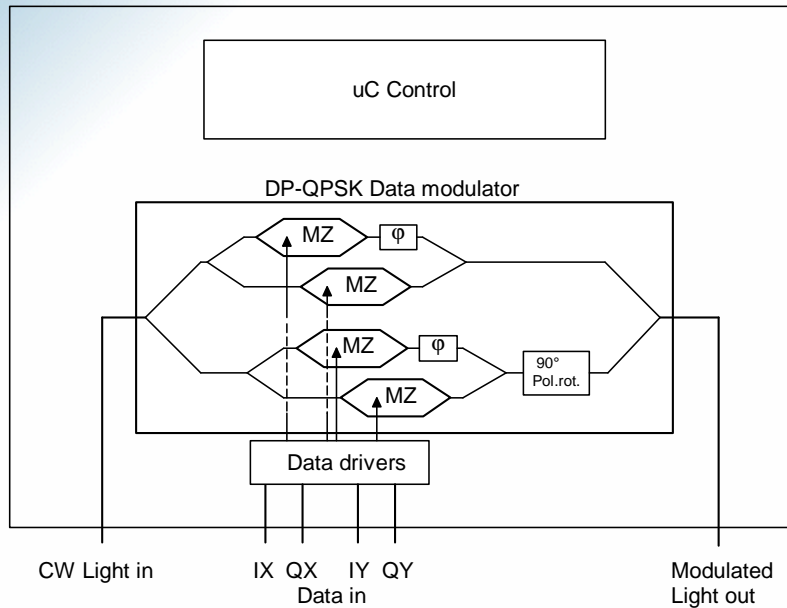 uC Control
DP-QPSK Data modulator
MZ
φ
MZ
MZ
φ
90°
Pol.rot.
MZ
Data drivers
CW Light in
IX QX IY QY
Data in
Modulated
Light out